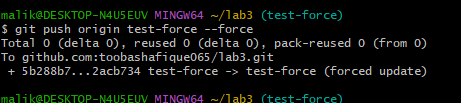 malik@DESKTOP-N4U5EUV MINGW64 ~/lab3 (test-force)
$ git push origin test-force --force
Total 0 (delta 0), reused 0 (delta 0), pack-reused 0 (from 0)
To github.com:toobashafique065/lab3.git
 + 5b288b7...2acb734 test-force -> test-force (forced update)
malik@DESKTOP-N4U5EUV MINGW64 ~/lab3 (test-force)